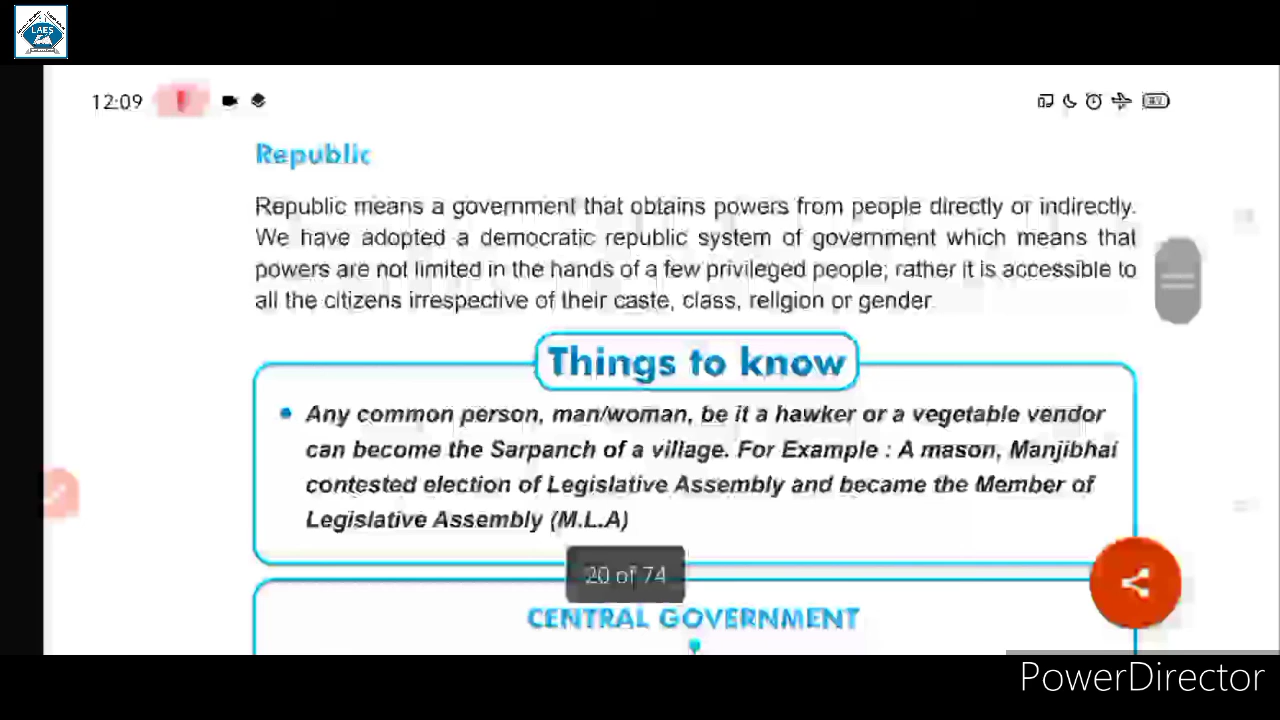 LAES
12:09
Republic
Republic means a government that obtains powers from people directly or indirectly.
We have adopted a democratic republic system of government which means that
powers are not limited in the hands of a few privileged people; rather it is accessible to
all the citizens irrespective of their caste, class, religion or gender.
Things to know
Any common person, man/woman, be it a hawker or a vegetable vendor
can become the Sarpanch of a village. For Example : A mason, Manjibhai
contested election of Legislative Assembly and became the Member of
Legislative Assembly (M.L.A)
20 of 74
CENTRAL GOVERNMENT
PowerDirector